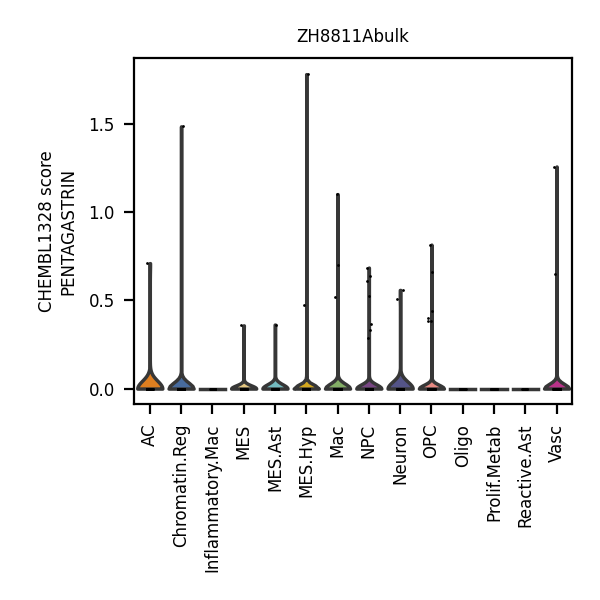 ZH8811Abulk
CHEMBL1328 score
PENTAGASTRIN
1.5
1.0
0.5
0.0
AC
Chromatin.Reg
Inflammatory.Mac
MES
MES.Ast
MES.Hyp
Mac
NPC
Neuron
OPC
Oligo
Prolif.Metab
Reactive.Ast
Vasc